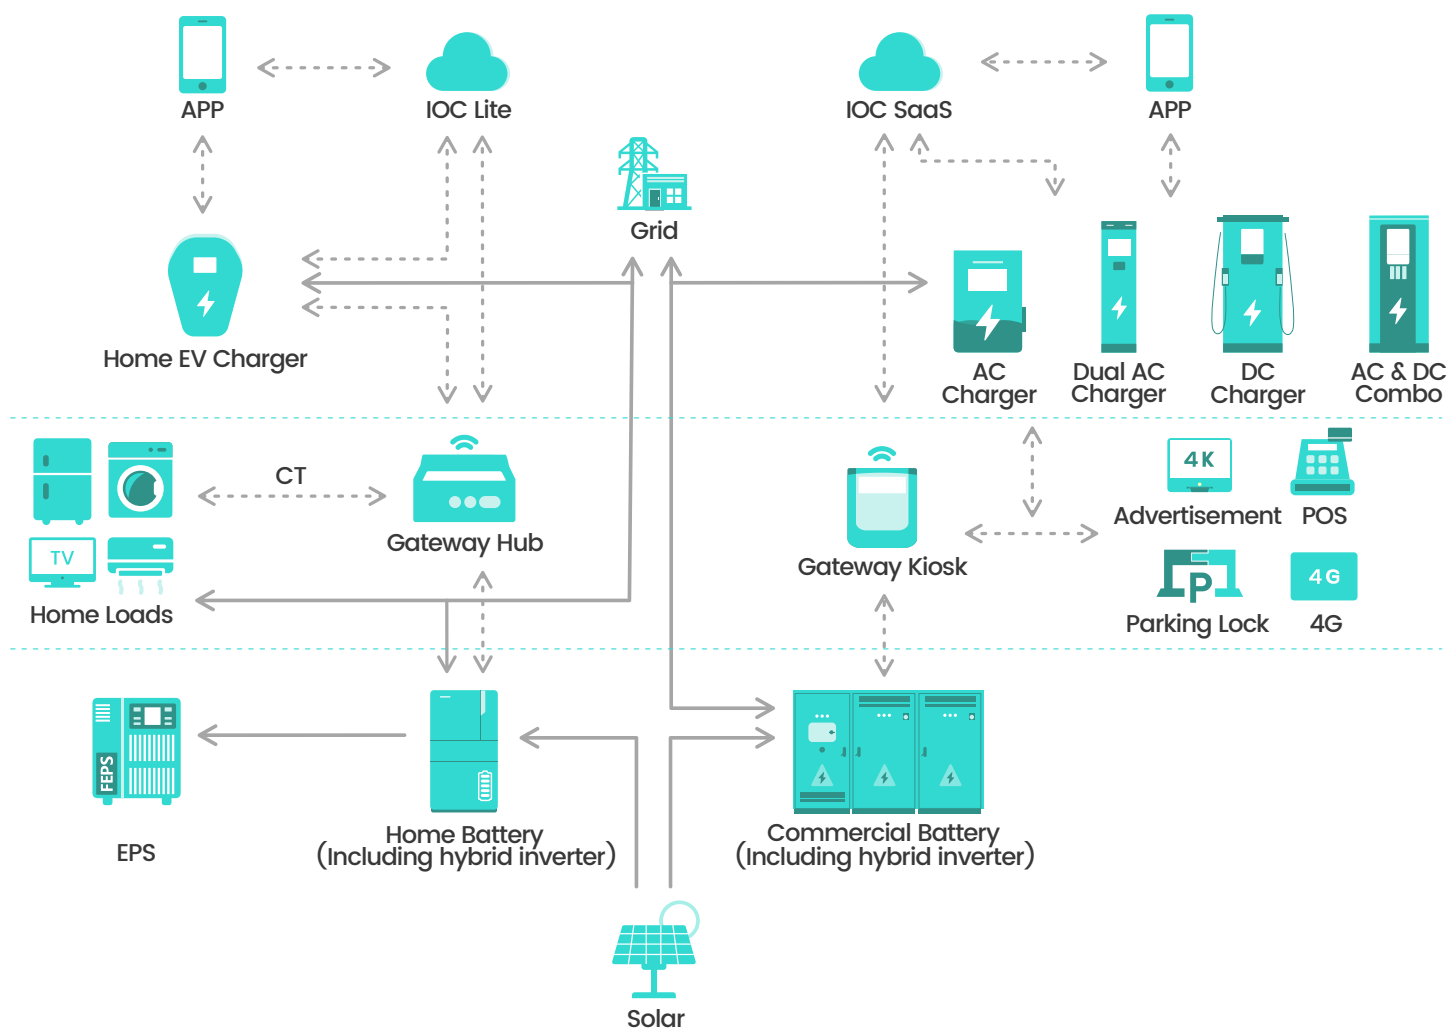 APP
IOC Lite
IOC SaaS
APP
Grid
Home EV Charger
AC
Charger
Dual AC
Charger
DC
Charger
AC & DC
Combo
CT
TV
Home Loads
Gateway Hub
Gateway Kiosk
4K
Advertisement
POS
P
Parking Lock
4G
4G
FEPS
EPS
Home Battery
(Including hybrid inverter)
Commercial Battery
(Including hybrid inverter)
Solar